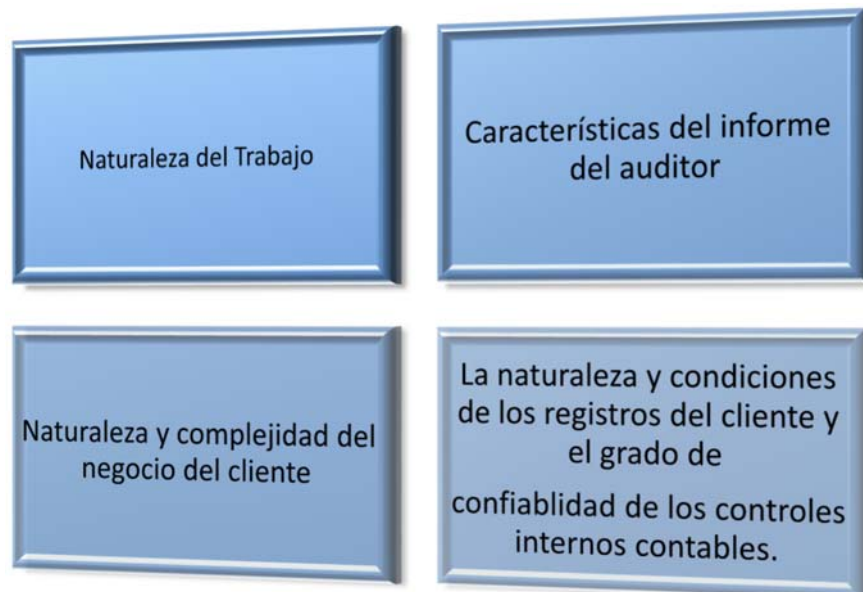 Naturaleza del Trabajo
Características del informe
del auditor
Naturaleza y complejidad del
negocio del cliente
La naturaleza y condiciones
de los registros del cliente y
el grado de
confiablidad de los controles
internos contables.